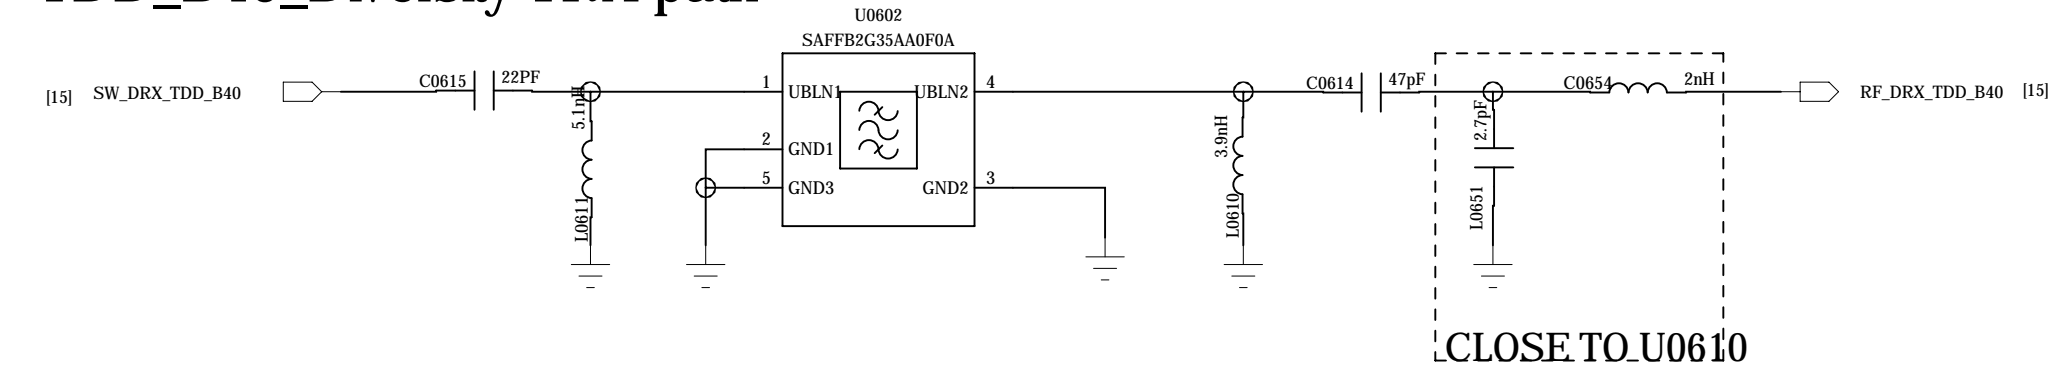 U0602
SAFFB2G35AA0F0A
[15] SW_DRX_TDD_B40
C0615 22PF
5.1nH
L0611
1 UBLN1
UBLN2 4
2 GND1
5 GND3
GND2 3
3.9nH
L0610
C0614 47pF
2.7pF
L0651
C0654 2nH
RF_DRX_TDD_B40 [15]
CLOSE TO U0610